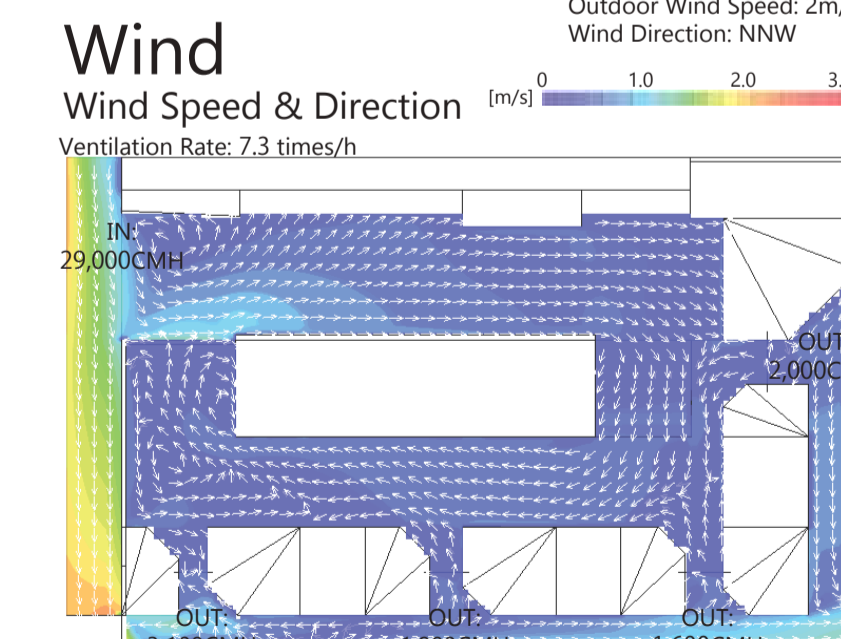 Outdoor Wind Speed: 2m/
Wind
Wind Direction: NNW
0 1.0 2.0 3.
Wind Speed & Direction
[m/s]
Ventilation Rate: 7.3 times/h
IN:
29,000CMH
OUT
2,000C
OUT:
OUT:
OUT: